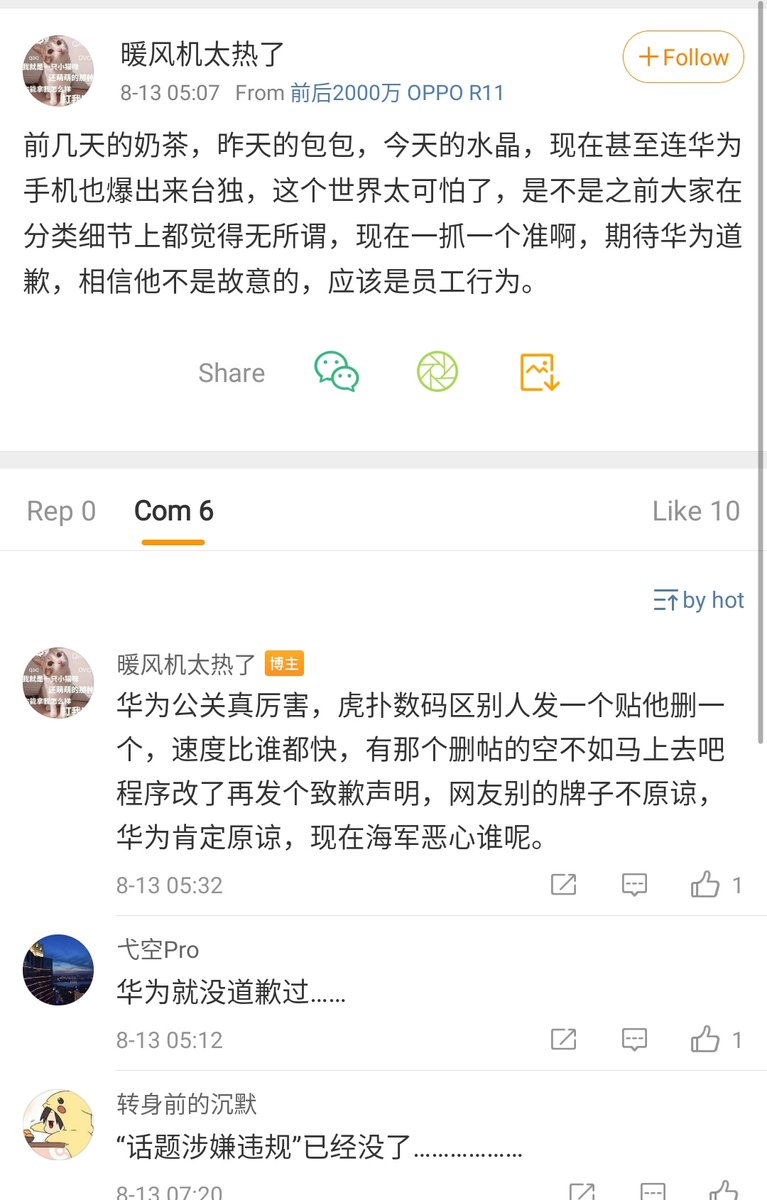 暖风机太热了
+Follow
8-13 05:07 From 前后2000万 OPPO R11
前几天的奶茶，昨天的包包，今天的水晶，现在甚至连华为
手机也爆出来台独，这个世界太可怕了，是不是之前大家在
分类细节上都觉得无所谓，现在一抓一个准啊，期待华为道
歉，相信他不是故意的，应该是员工行为。
Share
Rep 0
Com 6
Like 10
by hot
暖风机太热了 博主
华为公关真厉害，虎扑数码区别人发一个贴他删一
个，速度比谁都快，有那个删帖的空不如马上去吧
程序改了再发个致歉声明，网友别的牌子不原谅，
华为肯定原谅，现在海军恶心谁呢。
8-13 05:32
1
弋空Pro
华为就没道歉过……
8-13 05:12
1
转身前的沉默
“话题涉嫌违规”已经没了………………
8-13 07:20